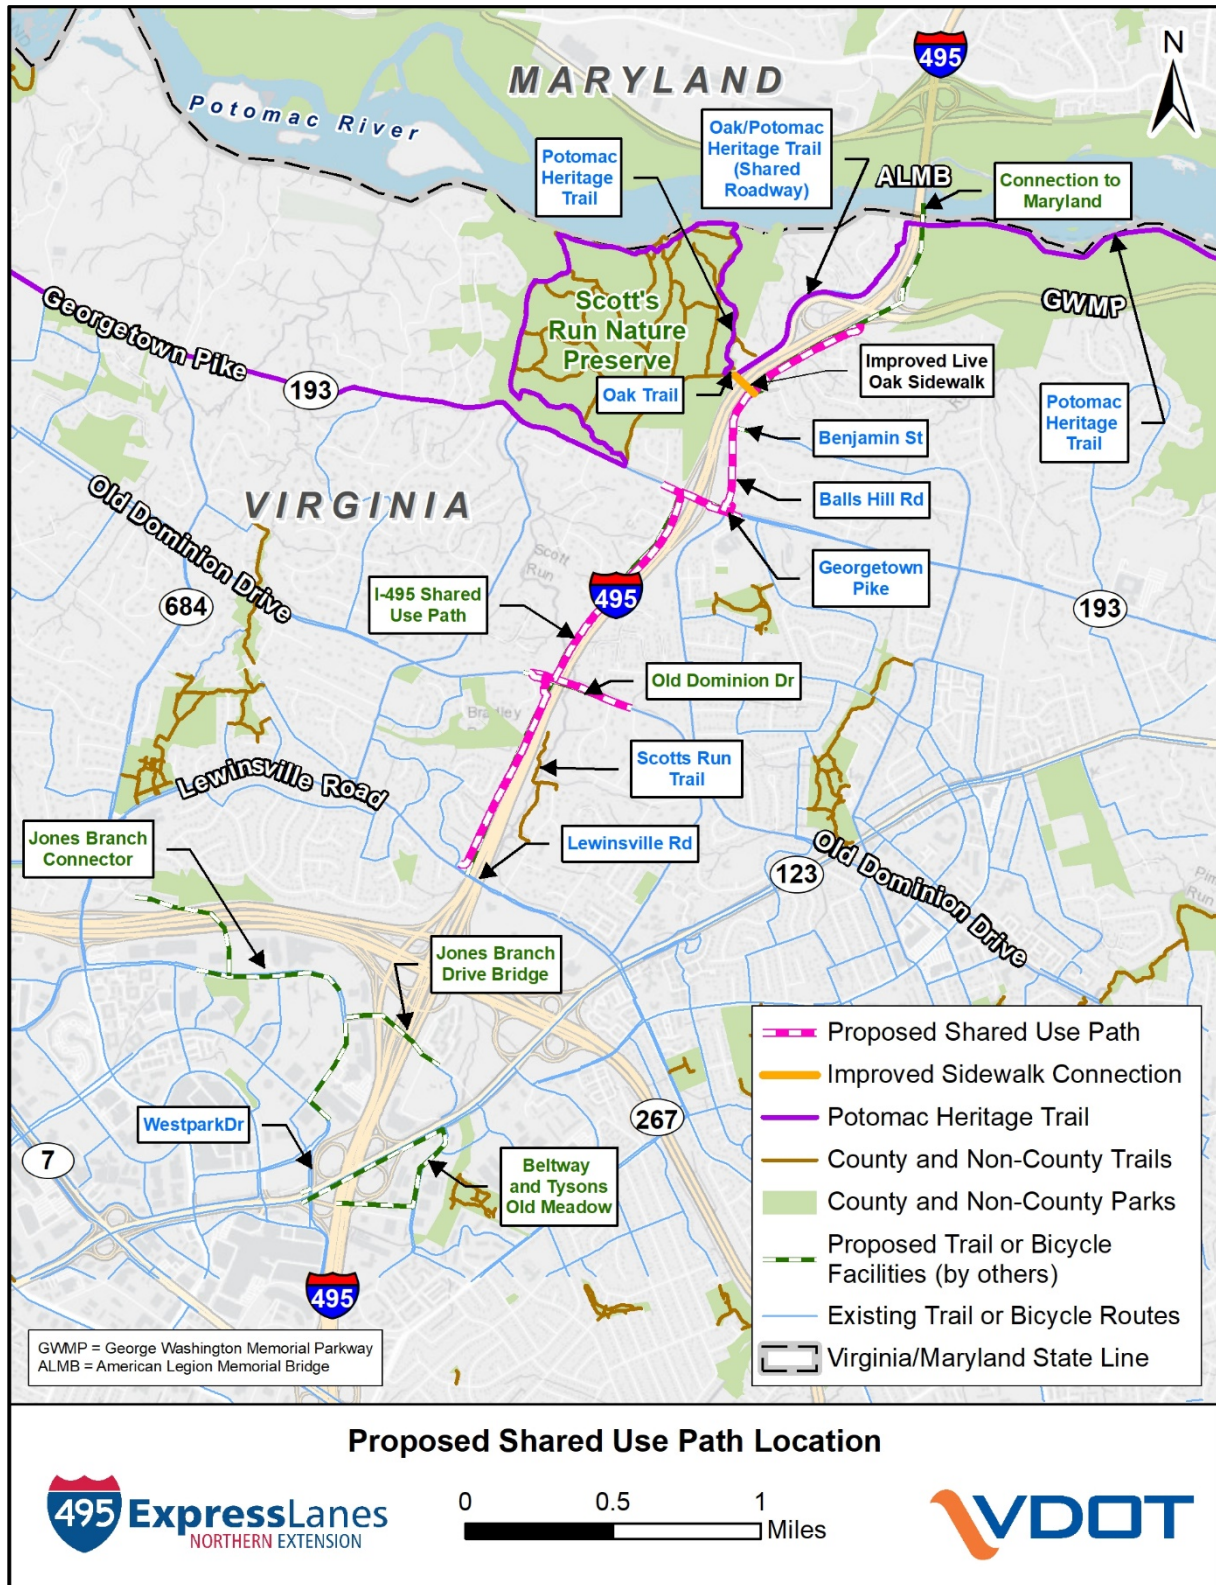 495
N
MARYLAND
Potomac River
Potomac
Heritage
Trail
Oak/Potomac
Heritage Trail
(Shared
Roadway)
ALMB
Connection to
Maryland
GWMP
Georgetown Pike
193
Scott's
Run Nature
Preserve
Improved Live
Oak Sidewalk
Oak Trail
Benjamin St
Potomac
Heritage
Trail
VIRGINIA
Balls Hill Rd
Old Dominion Drive
Scott
Run
Georgetown
Pike
495
684
193
I-495 Shared
Use Path
Old Dominion Dr
Bradley
Scotts Run
Trail
Lewinsville Road
Jones Branch
Connector
Lewinsville Rd
123
Old Dominion Drive
Run
Jones Branch
Drive Bridge
WestparkDr
267
7
Beltway
and Tysons
Old Meadow
495
Proposed Shared Use Path
Improved Sidewalk Connection
Potomac Heritage Trail
County and Non-County Trails
County and Non-County Parks
Proposed Trail or Bicycle
Facilities (by others)
Existing Trail or Bicycle Routes
Virginia/Maryland State Line
GWMP = George Washington Memorial Parkway
ALMB = American Legion Memorial Bridge
Proposed Shared Use Path Location
495 ExpressLanes
NORTHERN EXTENSION
0 0.5 1
Miles
VDOT